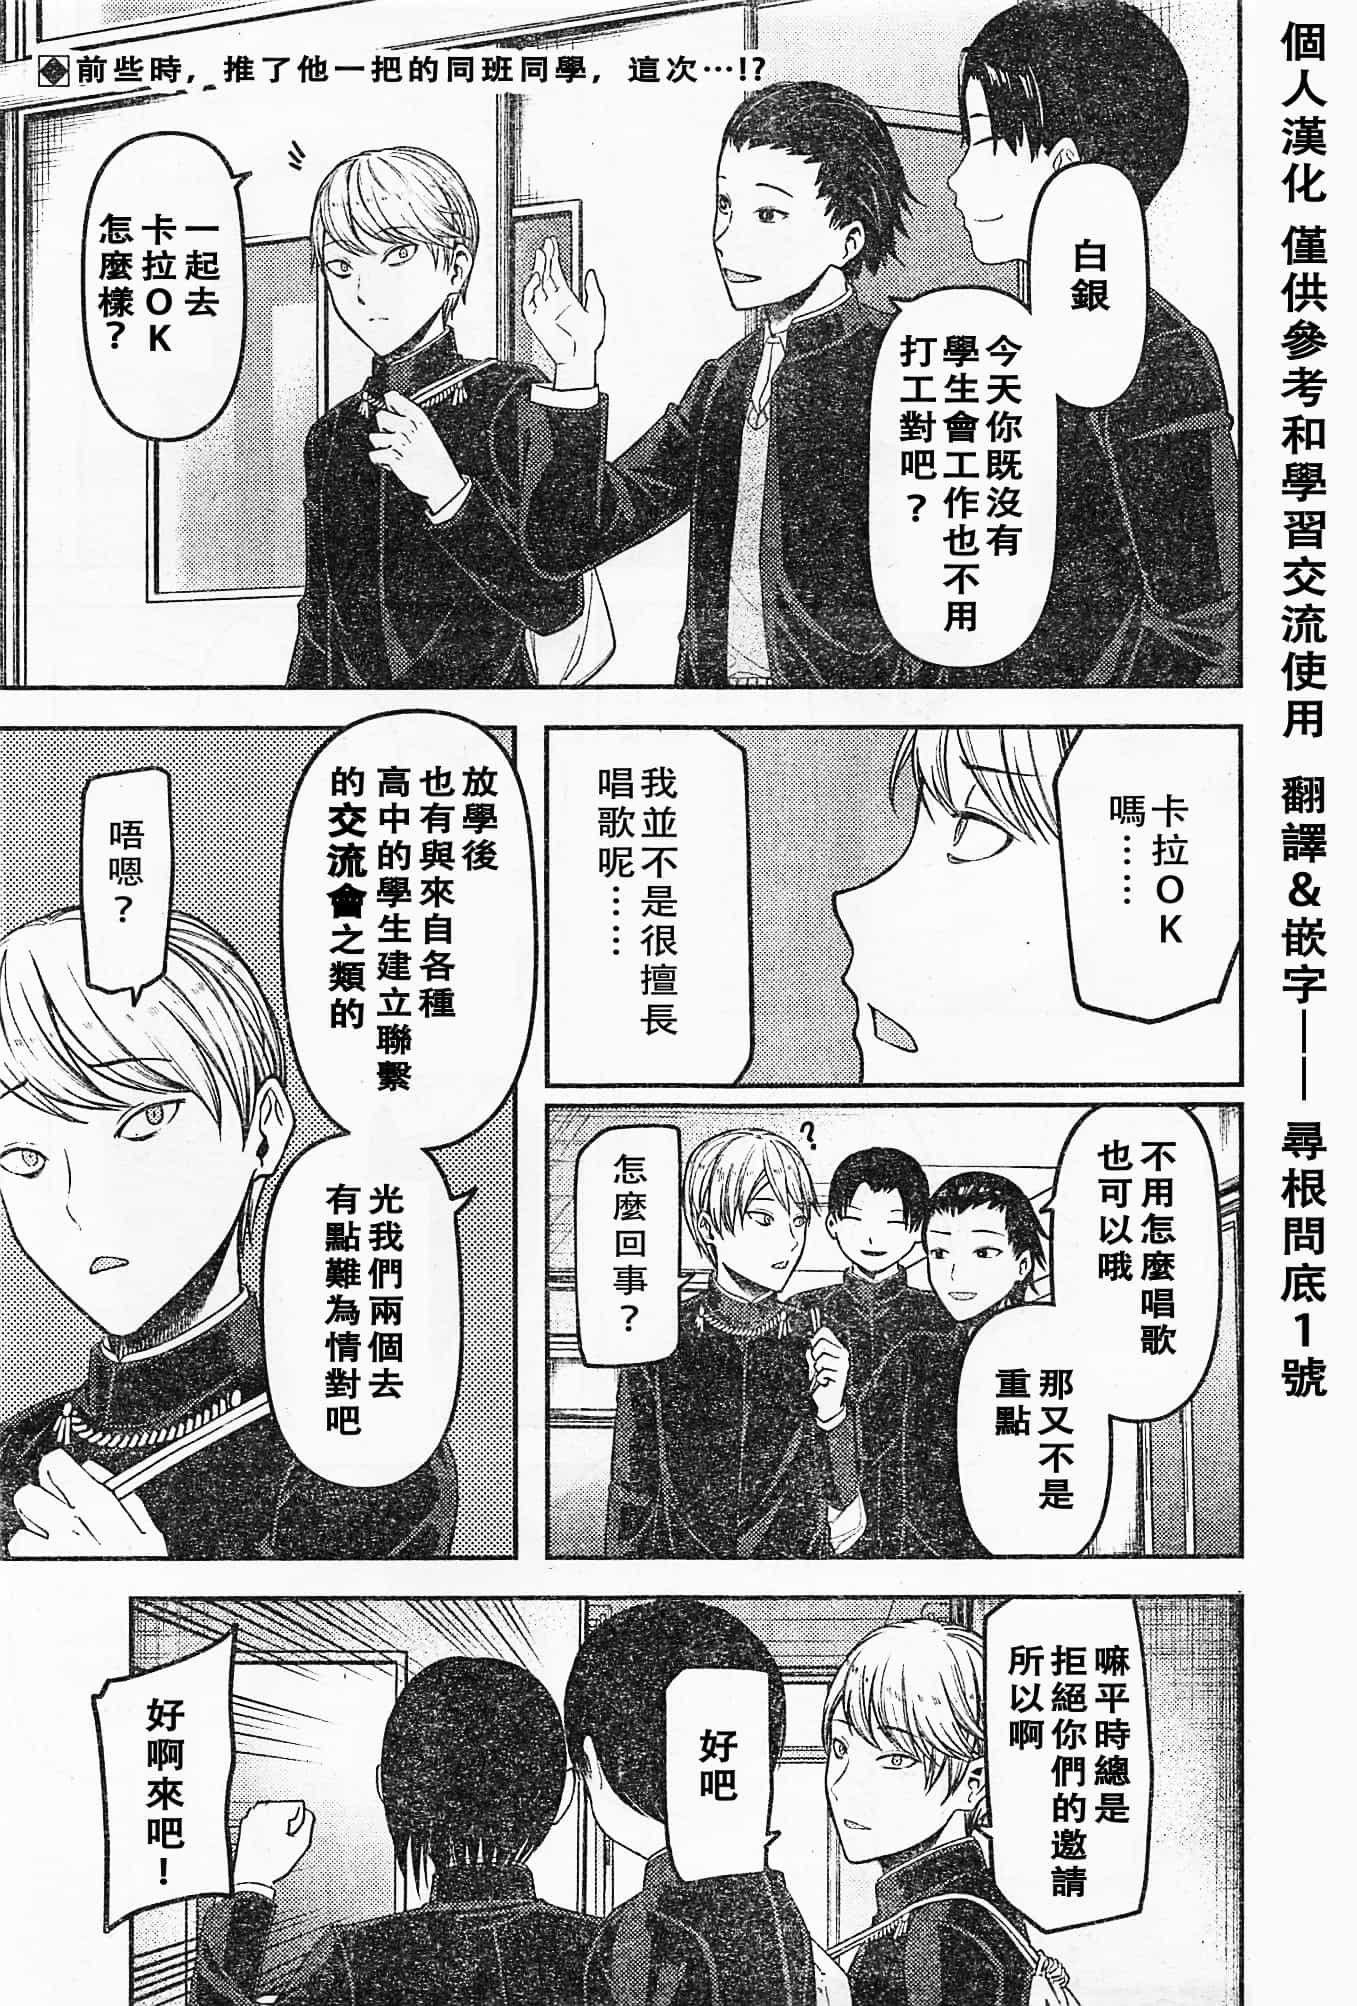 個人漢化 僅供參考和學習交流使用 翻譯&嵌字——尋根問底1號
前些時，推了他一把的同班同學，這次…!?
白銀
今天你既沒有
學生會工作也不用
打工對吧？
一起去
卡拉OK
怎麼樣？
卡拉OK
嗎……
我並不是很擅長
唱歌呢……
不用怎麼唱歌
也可以哦
那又不是
重點
?
怎麼回事？
放學後
也有與來自各種
高中的學生建立聯繫
的交流會之類的
光我們兩個去
有點難為情對吧
唔嗯？
嘛平時總是
拒絕你們的邀請
所以啊
好吧
好啊來吧！